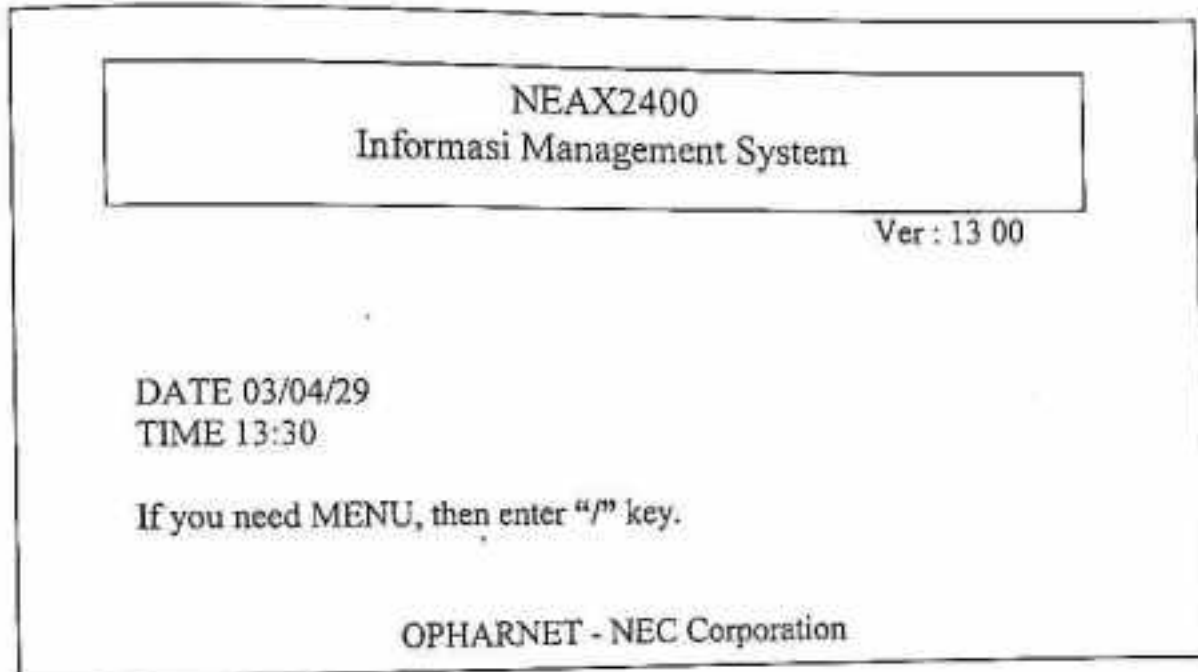 NEAX2400
Informasi Management System
Ver : 13 00
DATE 03/04/29
TIME 13:30
If you need MENU, then enter “/” key.
OPHARNET - NEC Corporation